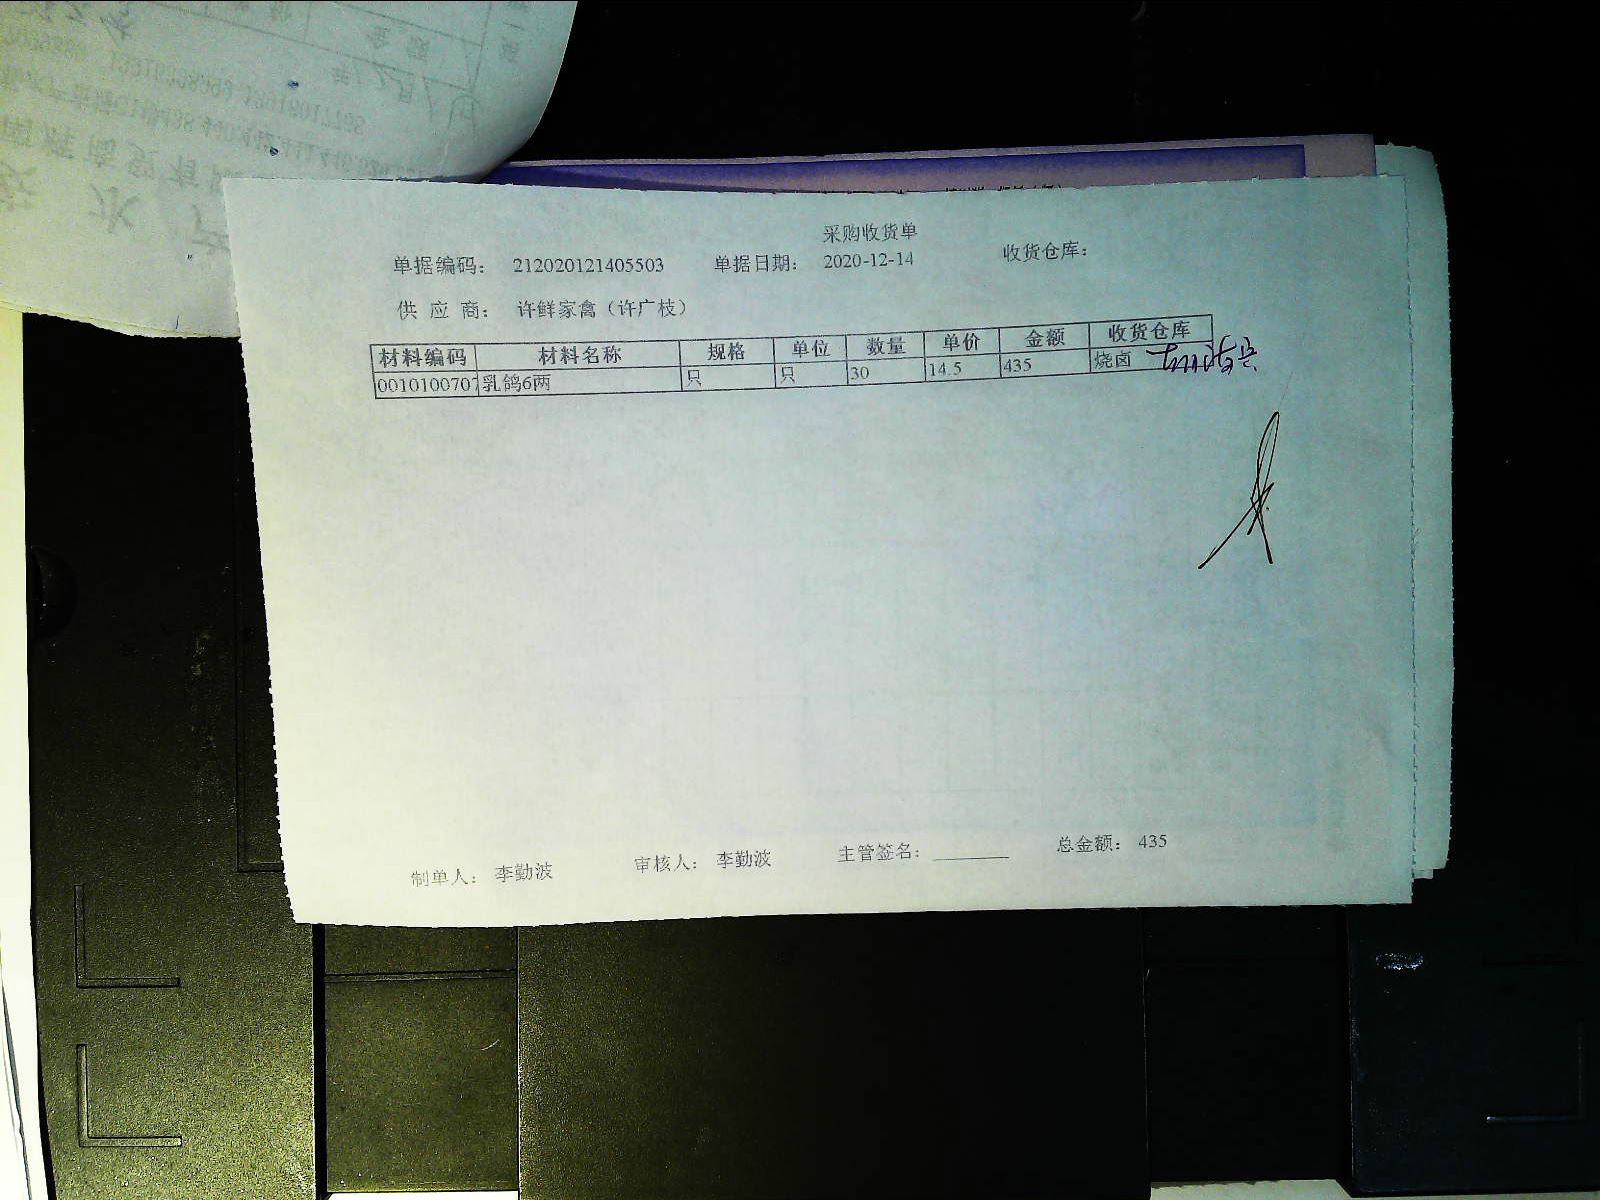 采购收货单
单据编码: 212020121405503 单据日期: 2020-12-14 收货仓库:
供 应 商: 许鲜家禽（许广枝）
材料编码 材料名称 规格 单位 数量 单价 金额 收货仓库
0010100707 乳鸽6两 只 只 30 14.5 435 烧卤
制单人: 李勤波 审核人: 李勤波 主管签名: 总金额: 435